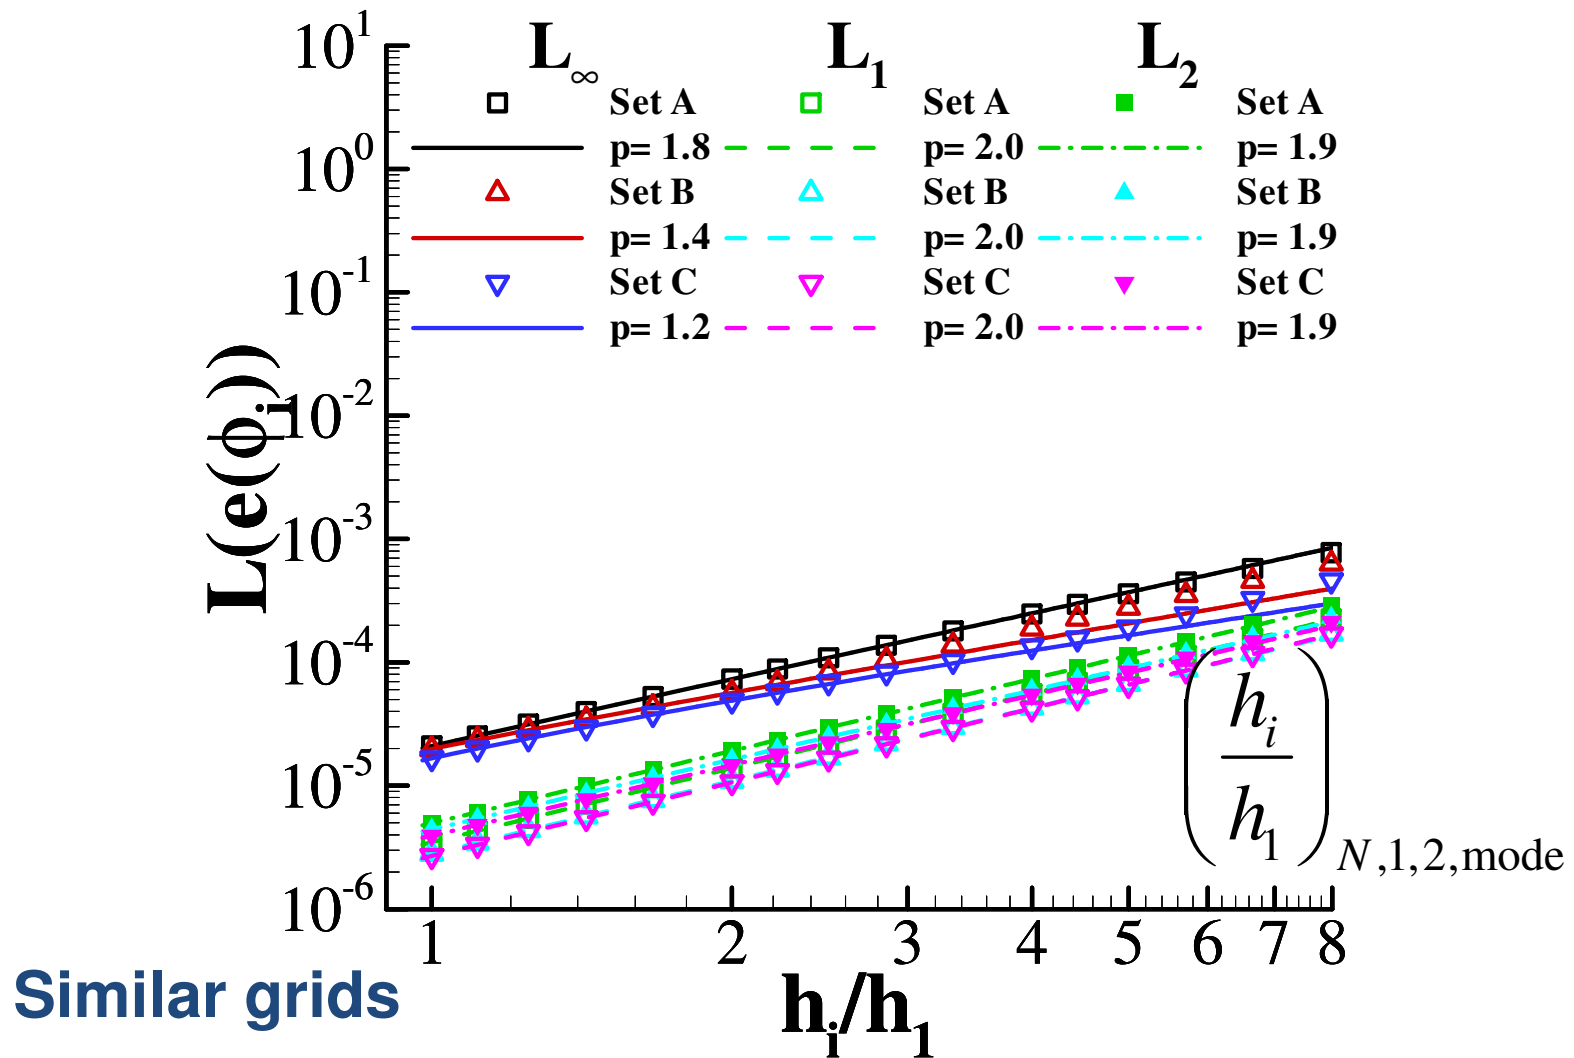 L∞ L1 L2
Set A Set A Set A
p= 1.8 p= 2.0 p= 1.9
Set B Set B Set B
p= 1.4 p= 2.0 p= 1.9
Set C Set C Set C
p= 1.2 p= 2.0 p= 1.9
10^1
10^0
10^-1
10^-2
10^-3
10^-4
10^-5
10^-6
L(e(ϕi))
(hi/h1) N,1,2,mode
1 2 3 4 5 6 7 8
hi/h1
Similar grids